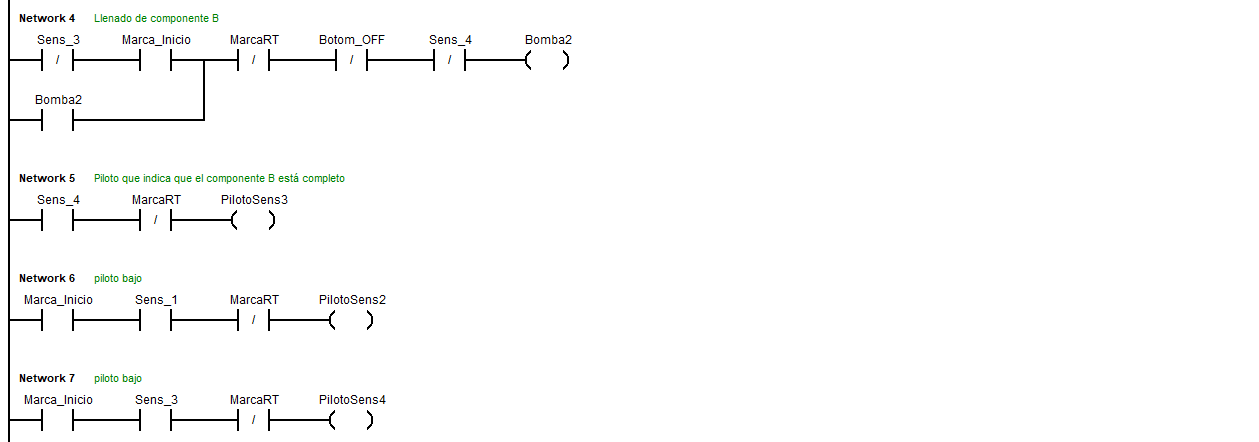 Network 4 Llenado de componente B
Sens_3 Marca_Inicio MarcaRT Botom_OFF Sens_4 Bomba2
/ / / /
Bomba2
Network 5 Piloto que indica que el componente B está completo
Sens_4 MarcaRT PilotoSens3
/
Network 6 piloto bajo
Marca_Inicio Sens_1 MarcaRT PilotoSens2
/
Network 7 piloto bajo
Marca_Inicio Sens_3 MarcaRT PilotoSens4
/